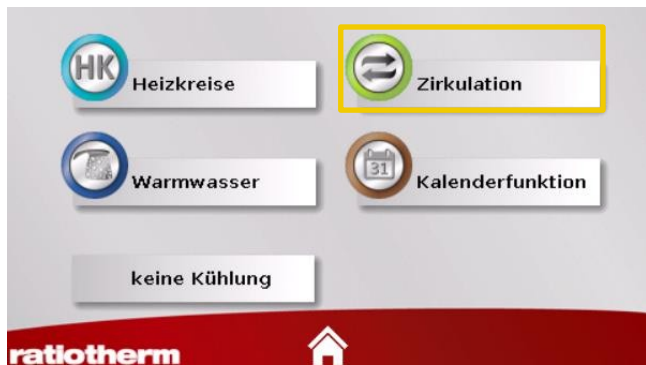 HK
Heizkreise
Zirkulation
Warmwasser
31
Kalenderfunktion
keine Kühlung
ratiotherm